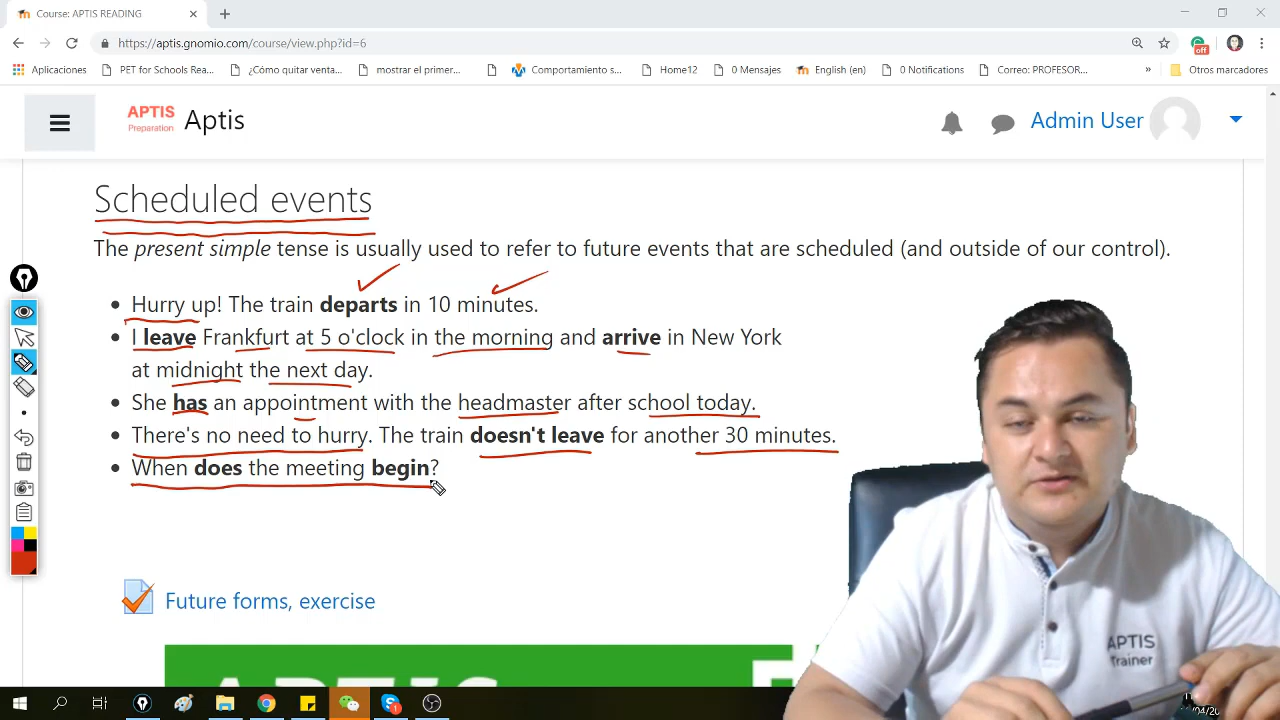 Course: APTIS READING
https://aptis.gnomio.com/course/view.php?id=6
off
Aplicaciones
PET for Schools Rea...
¿Cómo quitar venta...
mostrar el primer...
Comportamiento s...
Home12
0 Mensajes
English (en)
0 Notifications
Correo: PROFESOR...
»
Otros marcadores
APTIS
Preparation
Aptis
Admin User
Scheduled events
The present simple tense is usually used to refer to future events that are scheduled (and outside of our control).
• Hurry up! The train departs in 10 minutes.
• I leave Frankfurt at 5 o'clock in the morning and arrive in New York
at midnight the next day.
• She has an appointment with the headmaster after school today.
• There's no need to hurry. The train doesn't leave for another 30 minutes.
• When does the meeting begin?
Future forms, exercise
APTIS
APTIS
Trainer